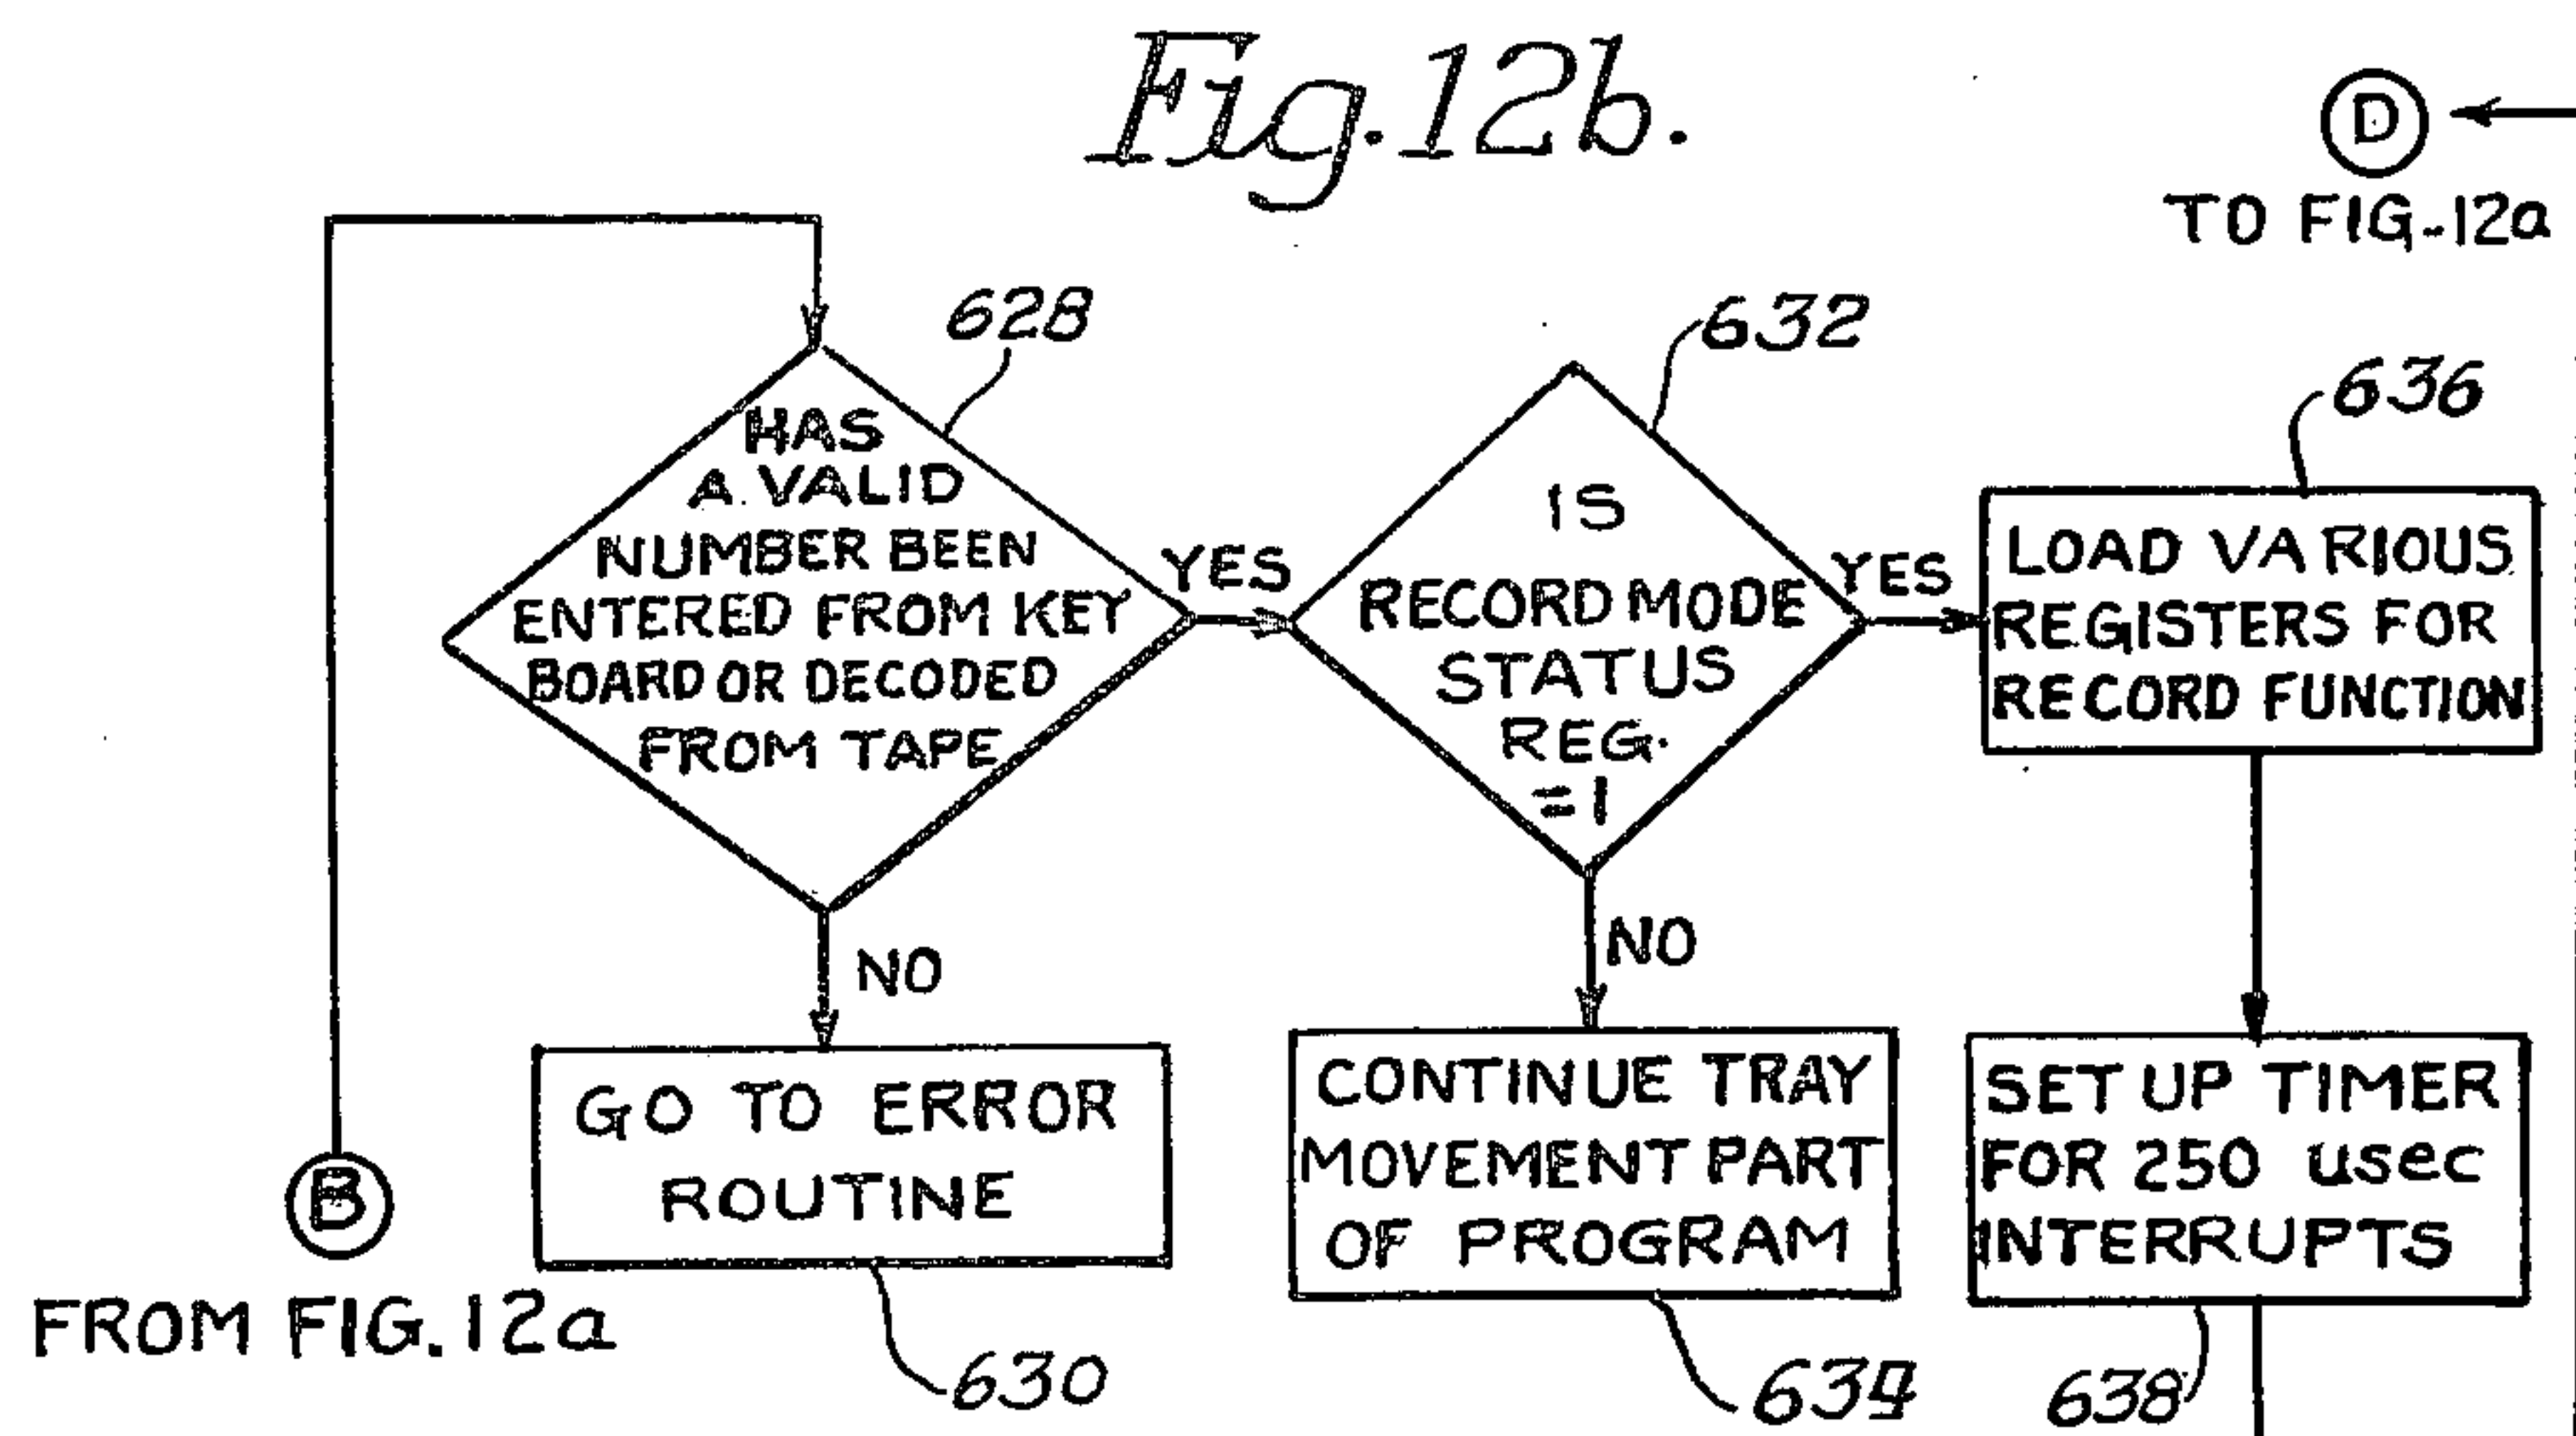 Fig.12b.
D
TO FIG.-12a
628
632
636
HAS
A VALID
NUMBER BEEN
ENTERED FROM KEY
BOARD OR DECODED
FROM TAPE
YES
IS
RECORD MODE
STATUS
REG.
=1
YES
LOAD VARIOUS
REGISTERS FOR
RECORD FUNCTION
NO
NO
GO TO ERROR
ROUTINE
CONTINUE TRAY
MOVEMENT PART
OF PROGRAM
SET UP TIMER
FOR 250 usec
INTERRUPTS
B
FROM FIG. 12a
630
634
638